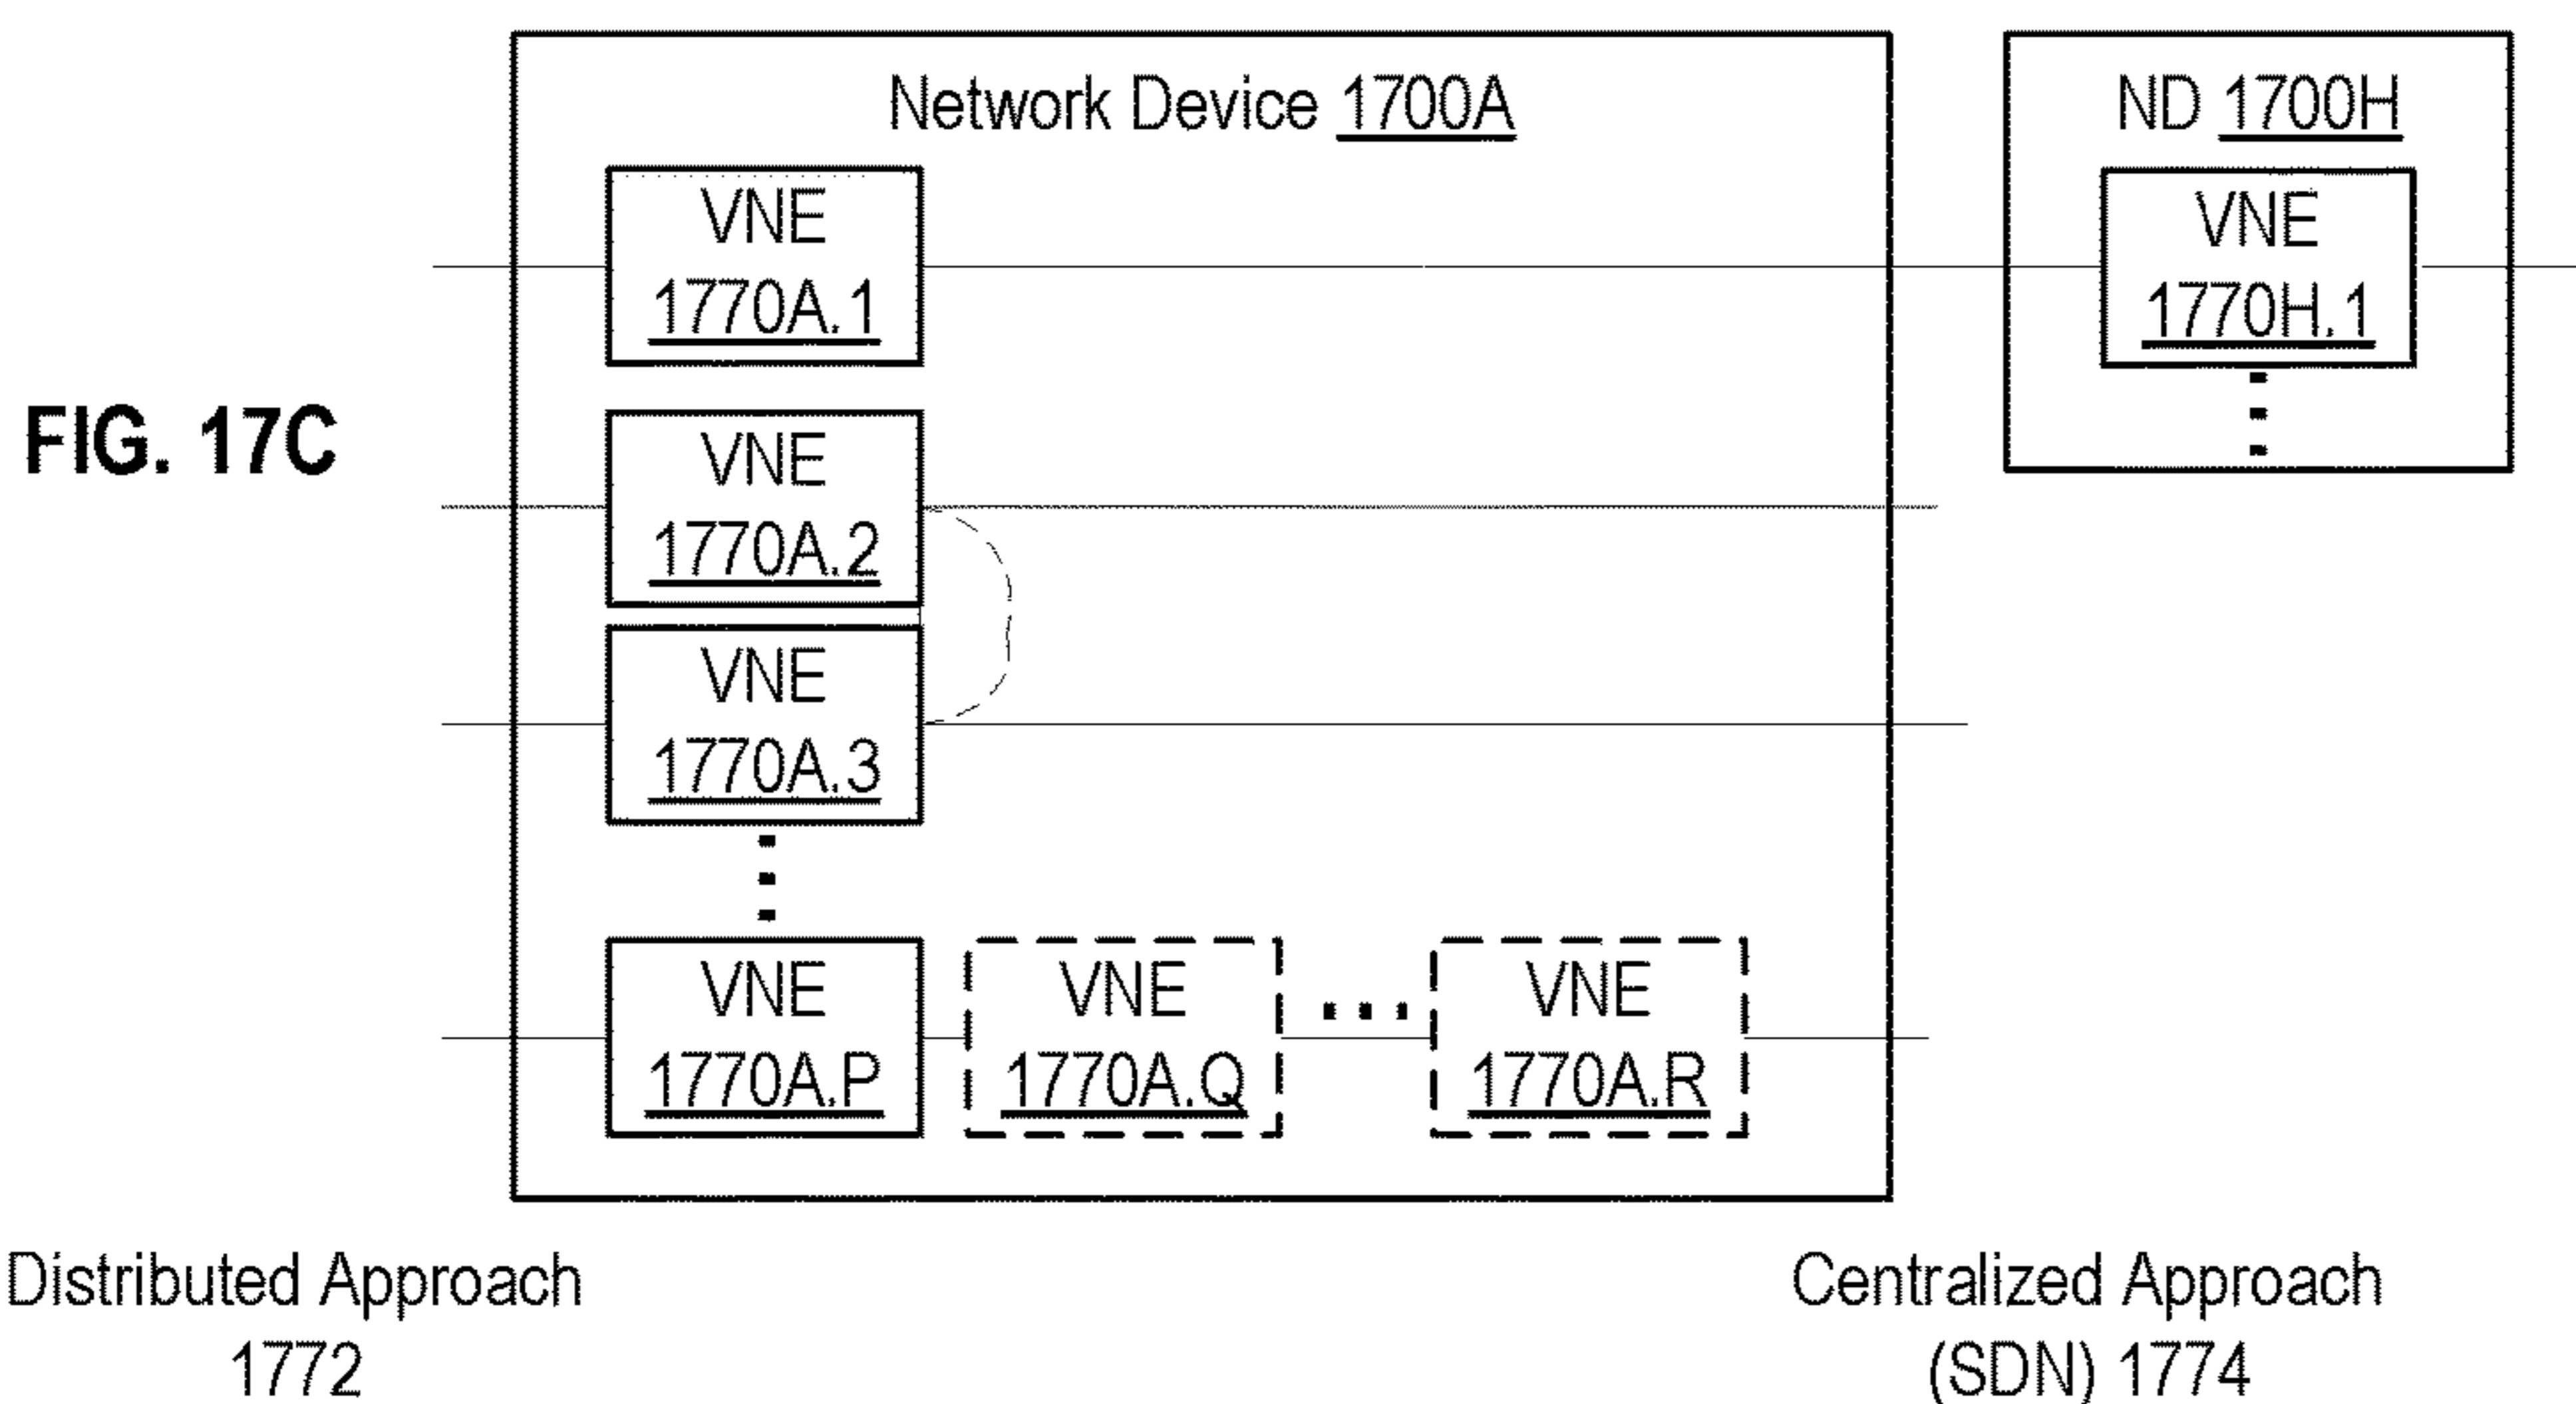 Network Device 1700A
ND 1700H
VNE
1770A.1
VNE
1770H.1
FIG. 17C
VNE
1770A.2
VNE
1770A.3
VNE
1770A.P
VNE
1770A.Q
VNE
1770A.R
Distributed Approach
1772
Centralized Approach
(SDN) 1774